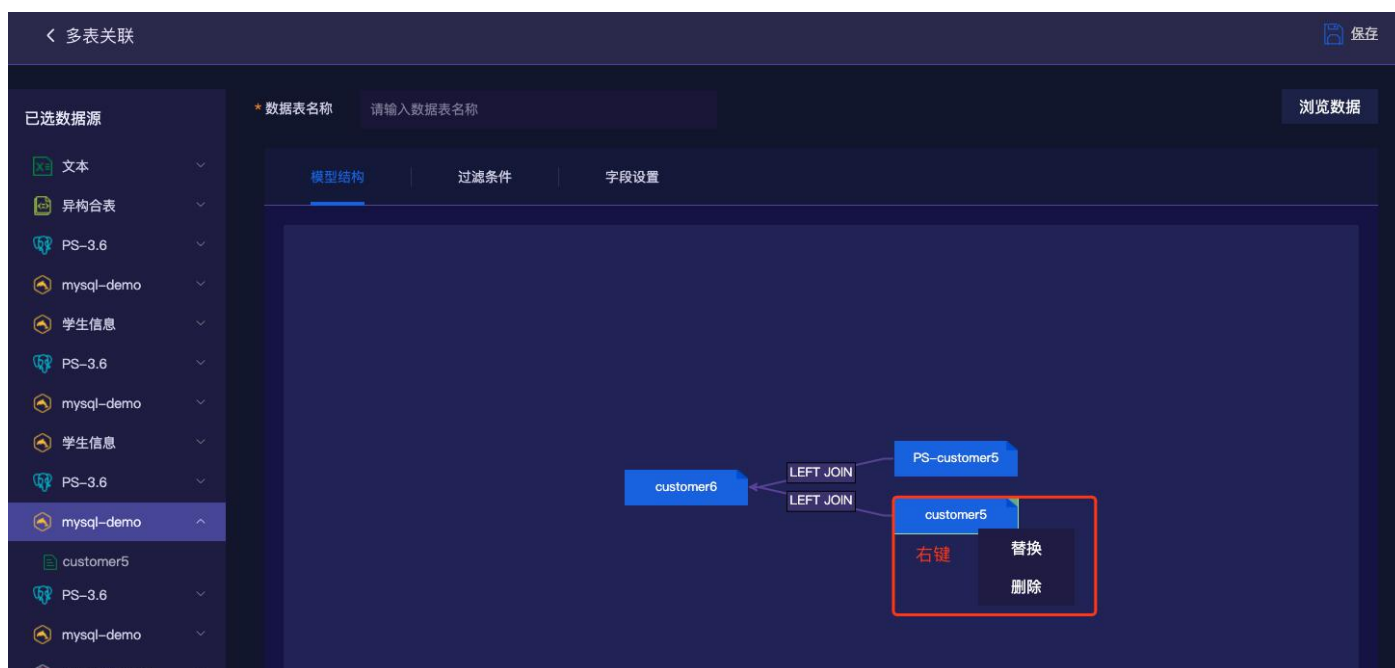 多表关联
保存
已选数据源
文本
异构合表
PS-3.6
mysql-demo
学生信息
PS-3.6
mysql-demo
学生信息
PS-3.6
mysql-demo
customer5
PS-3.6
mysql-demo
* 数据表名称 请输入数据表名称
浏览数据
模型结构 过滤条件 字段设置
customer6
LEFT JOIN
LEFT JOIN
PS-customer5
customer5
右键
替换
删除